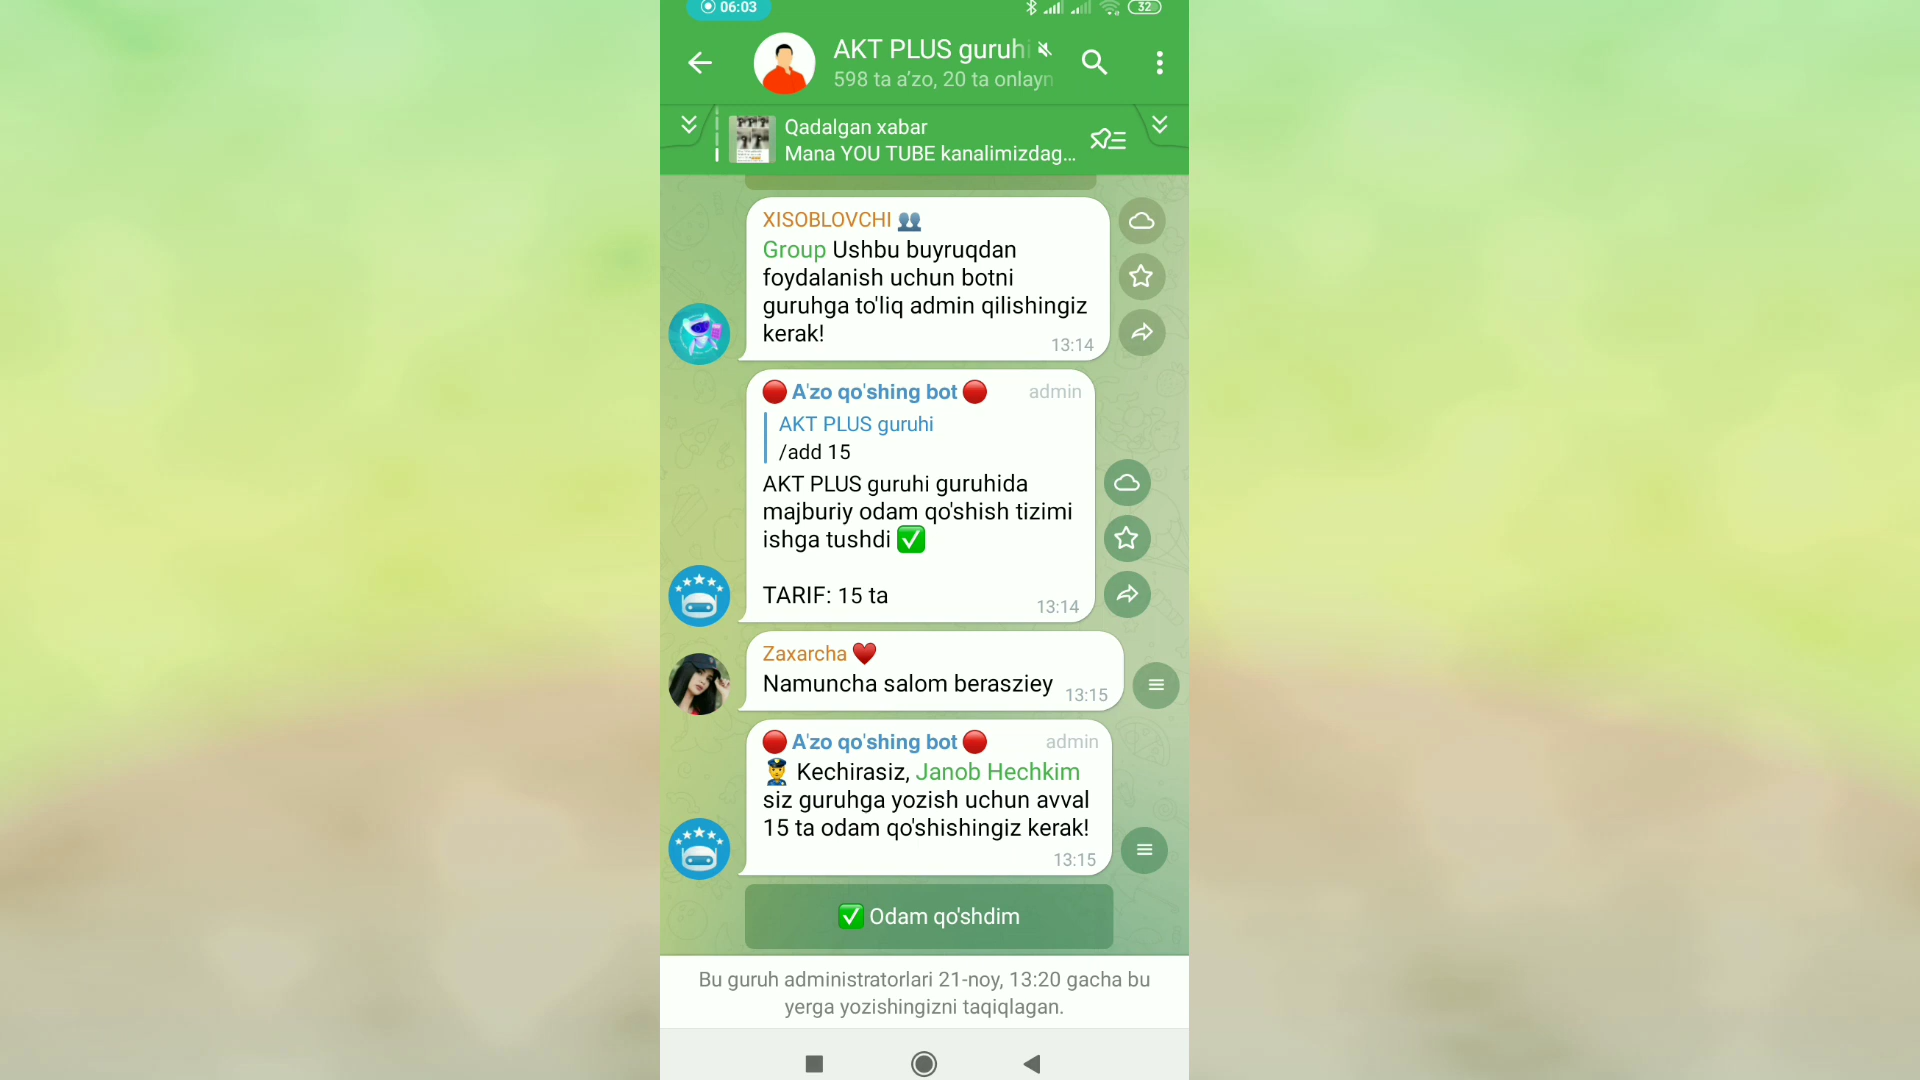 06:03
32
AKT PLUS guruhi
598 ta a’zo, 20 ta onlayn
Qadalgan xabar
Mana YOU TUBE kanalimizdag...
XISOBLOVCHI
Group Ushbu buyruqdan
foydalanish uchun botni
guruhga to'liq admin qilishingiz
kerak!
13:14
A'zo qo'shing bot
admin
AKT PLUS guruhi
/add 15
AKT PLUS guruhi guruhida
majburiy odam qo'shish tizimi
ishga tushdi ✅
TARIF: 15 ta
13:14
Zaxarcha ♥
Namuncha salom berasziey
13:15
A'zo qo'shing bot
admin
Kechirasiz, Janob Hechkim
siz guruhga yozish uchun avval
15 ta odam qo'shishingiz kerak!
13:15
✅ Odam qo'shdim
Bu guruh administratorlari 21-noy, 13:20 gacha bu
yerga yozishingizni taqiqlagan.